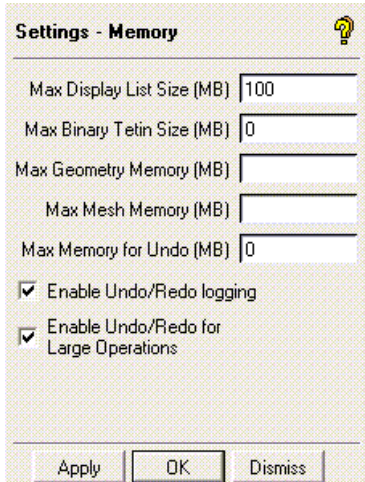 Settings - Memory
Max Display List Size (MB) 100
Max Binary Tetin Size (MB) 0
Max Geometry Memory (MB)
Max Mesh Memory (MB)
Max Memory for Undo (MB) 0
Enable Undo/Redo logging
Enable Undo/Redo for
Large Operations
Apply OK Dismiss